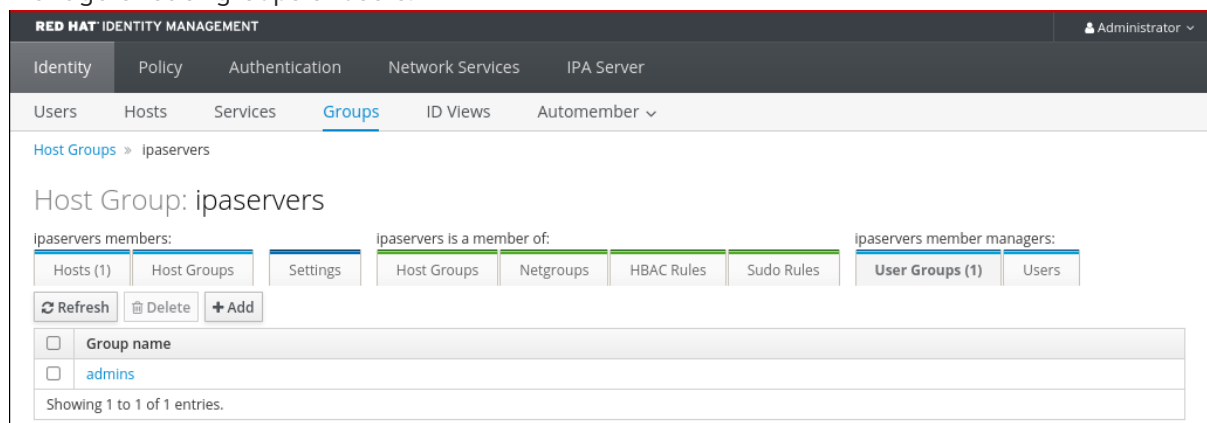 RED HAT® IDENTITY MANAGEMENT Administrator
Identity Policy Authentication Network Services IPA Server
Users Hosts Services Groups ID Views Automember
Host Groups » ipaservers
Host Group: ipaservers
ipaservers members: ipaservers is a member of: ipaservers member managers:
Hosts (1) Host Groups Settings Host Groups Netgroups HBAC Rules Sudo Rules User Groups (1) Users
Refresh Delete Add
Group name
admins
Showing 1 to 1 of 1 entries.